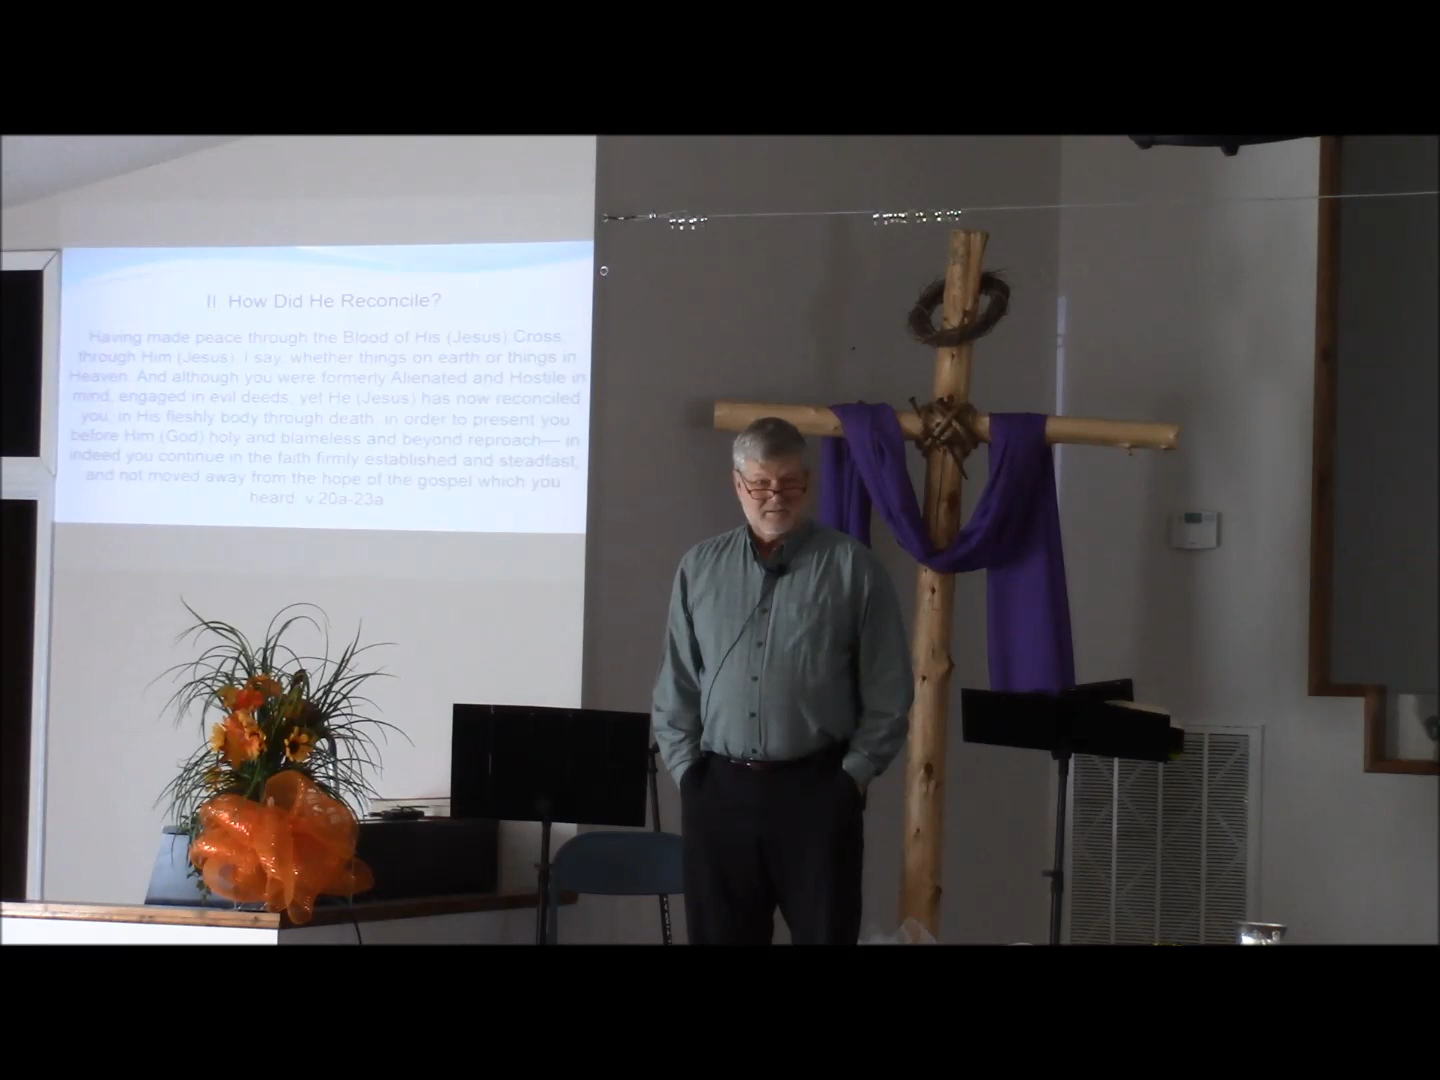 II How Did He Reconcile?
Having made peace through the Blood of His (Jesus) Cross,
through Him (Jesus), I say, whether things on earth or things in
Heaven. And although you were formerly Alienated and Hostile in
mind, engaged in evil deeds, yet He (Jesus) has now reconciled
you, in His fleshly body through death, in order to present you
before Him (God) holy and blameless and beyond reproach— in
indeed you continue in the faith firmly established and steadfast,
and not moved away from the hope of the gospel which you
heard. v.20a-23a